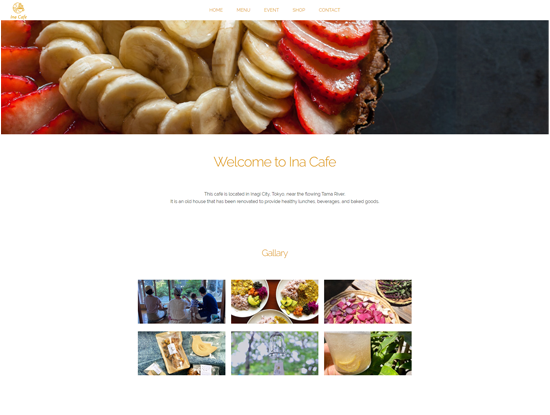 Ina Cafe
HOME MENU EVENT SHOP CONTACT
Welcome to Ina Cafe
This cafe is located in Inagi City, Tokyo, near the flowing Tama River.
It is an old house that has been renovated to provide healthy lunches, beverages, and baked goods.
Gallary